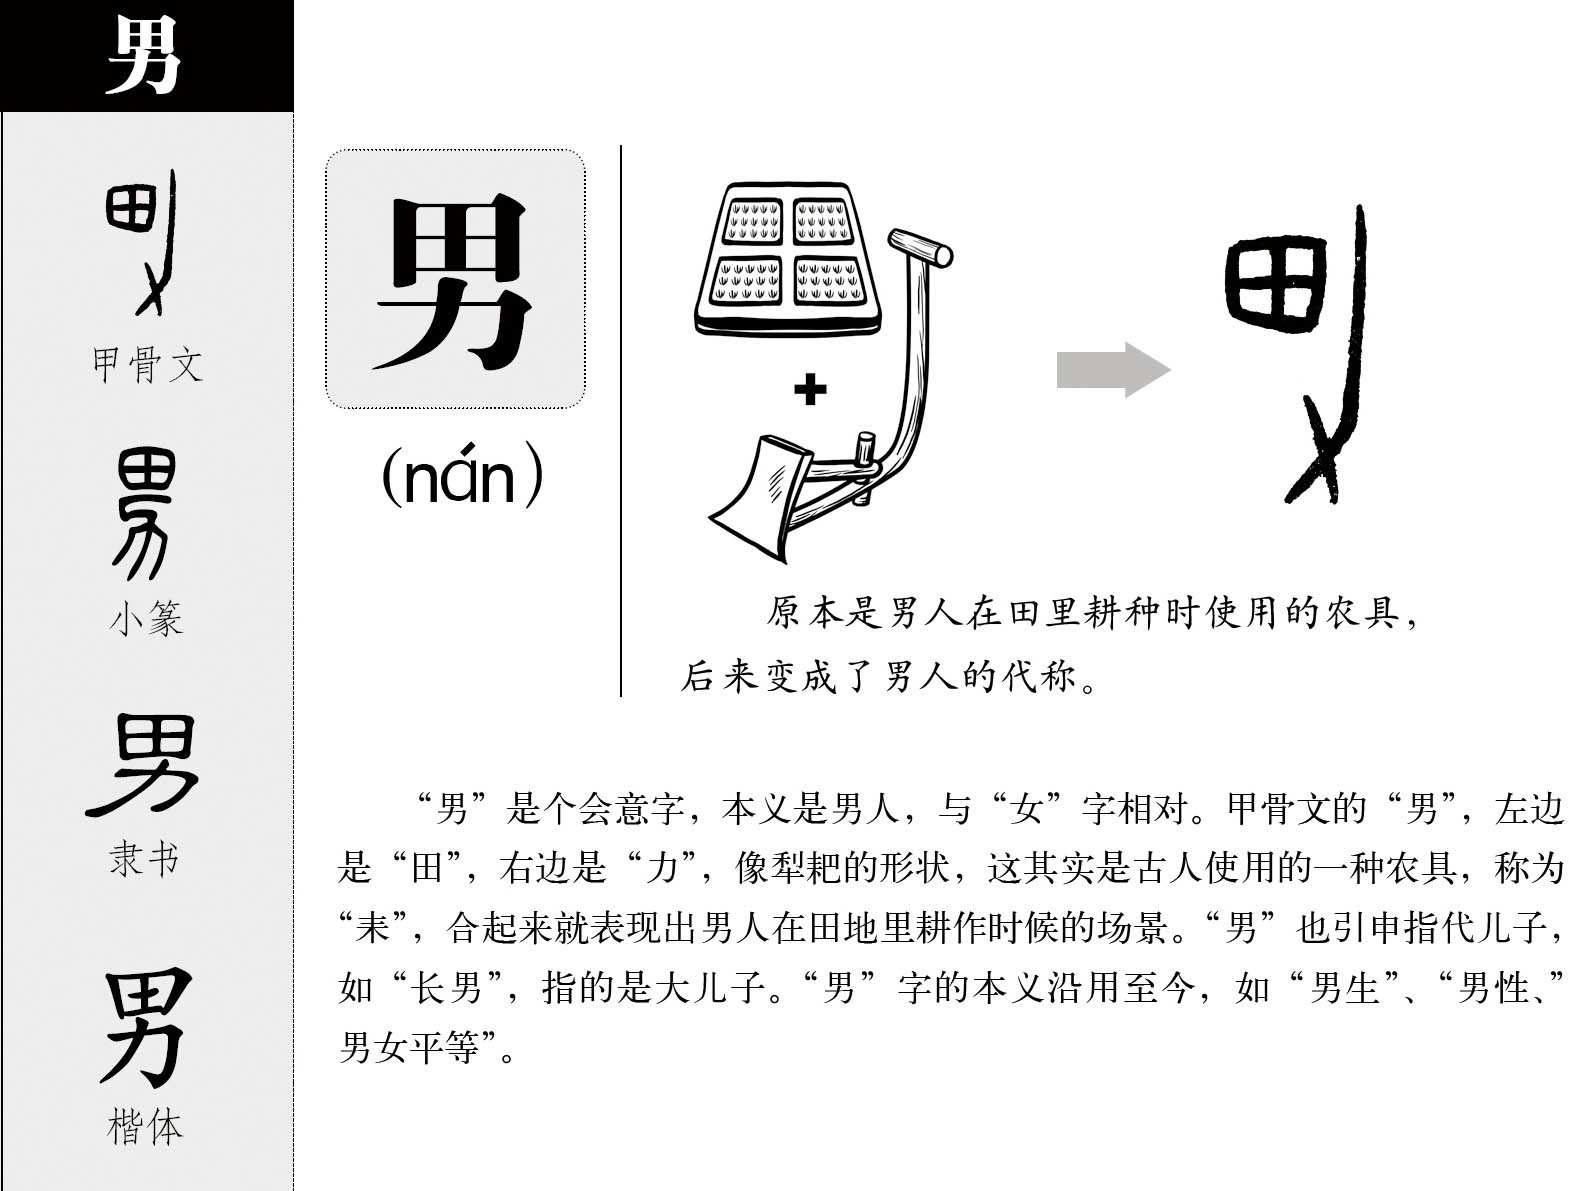 男
甲骨文
小篆
隶书
楷体
男
(nán)
原本是男人在田里耕种时使用的农具，
后来变成了男人的代称。
“男”是个会意字，本义是男人，与“女”字相对。甲骨文的“男”，左边
是“田”，右边是“力”，像犁耙的形状，这其实是古人使用的一种农具，称为
“耒”，合起来就表现出男人在田地里耕作时候的场景。“男”也引申指代儿子，
如“长男”，指的是大儿子。“男”字的本义沿用至今，如“男生”、“男性、”
男女平等”。